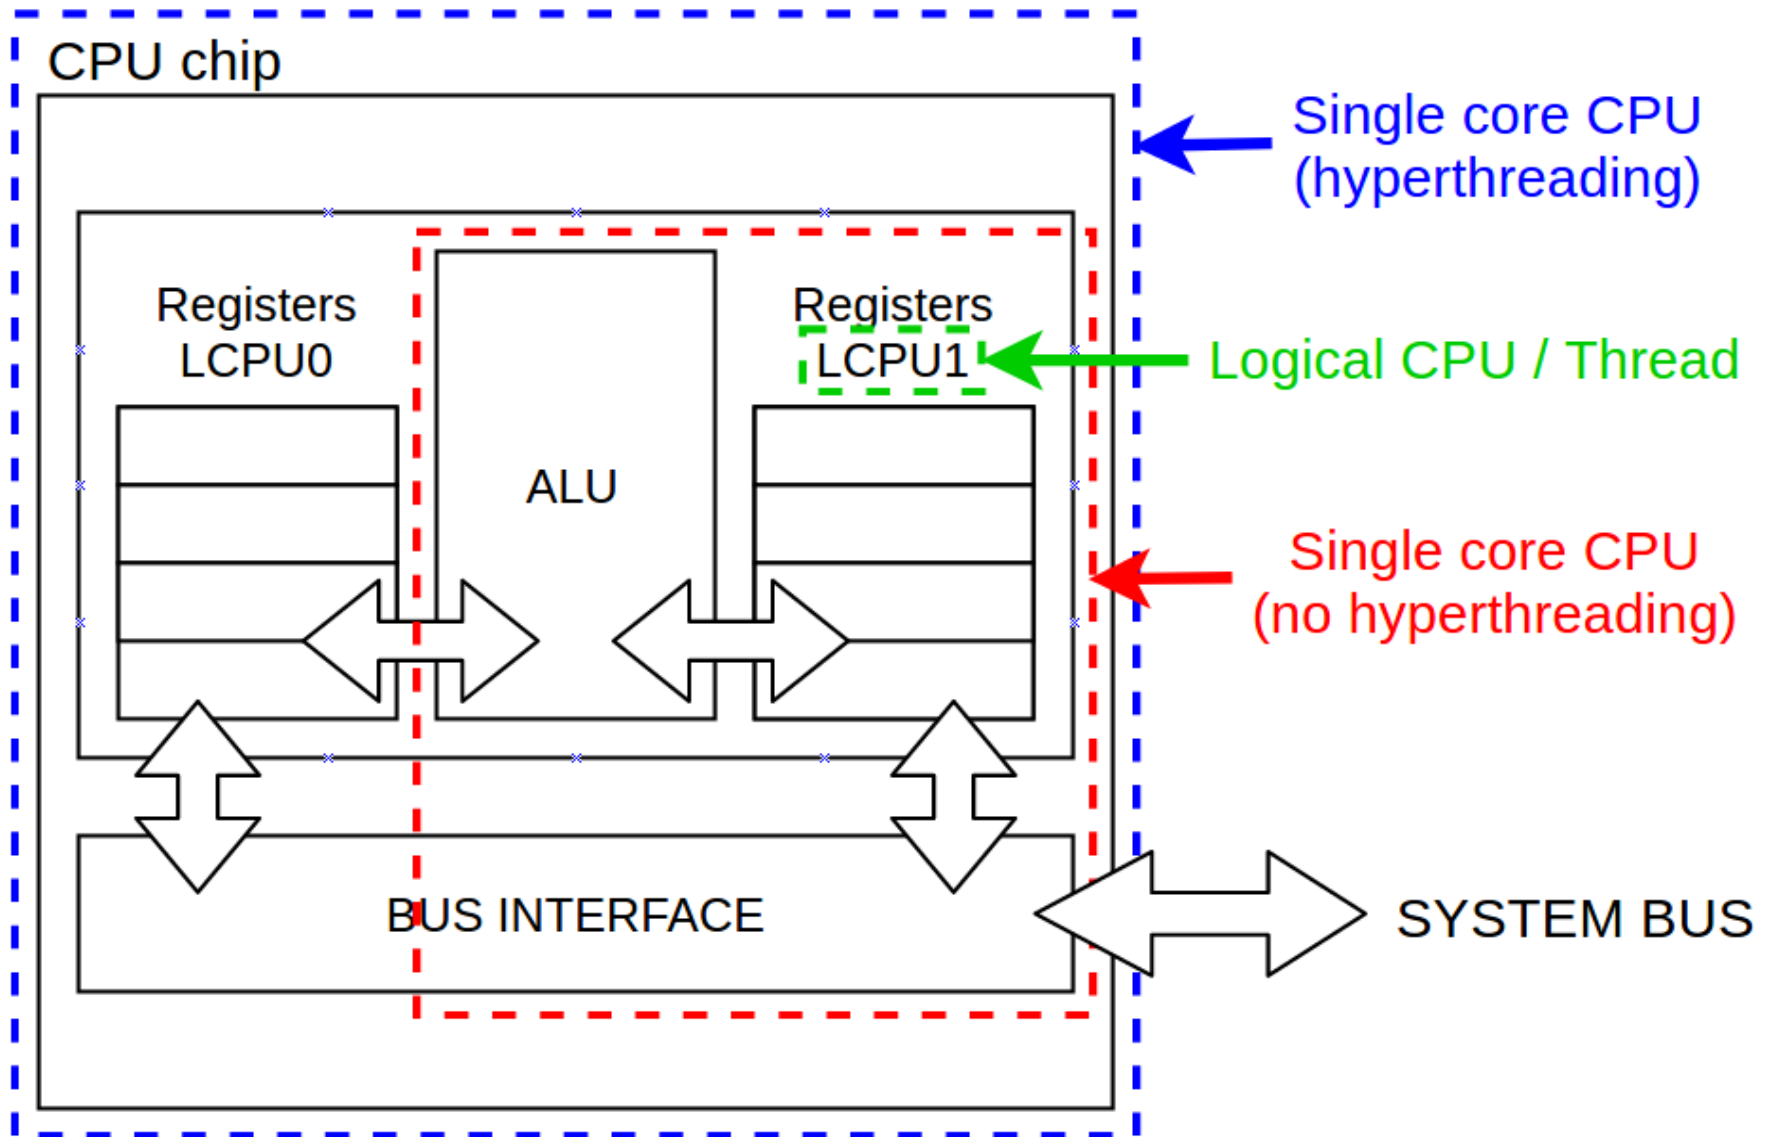 CPU chip
Single core CPU
(hyperthreading)
Registers
LCPU0
Registers
LCPU1
Logical CPU / Thread
ALU
Single core CPU
(no hyperthreading)
BUS INTERFACE
SYSTEM BUS